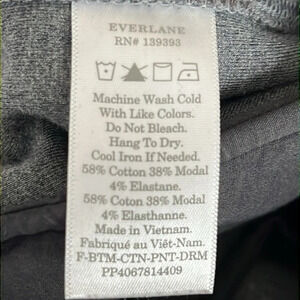 EVERLANE
RN# 139393
Machine Wash Cold
With Like Colors.
Do Not Bleach.
Hang To Dry.
Cool Iron If Needed.
58% Cotton 38% Modal
4% Elastane.
58% Coton 38% Modal
4% Elasthanne.
Made in Vietnam.
Fabriqué au Viêt-Nam.
F-BTM-CTN-PNT-DRM
PP4067814409